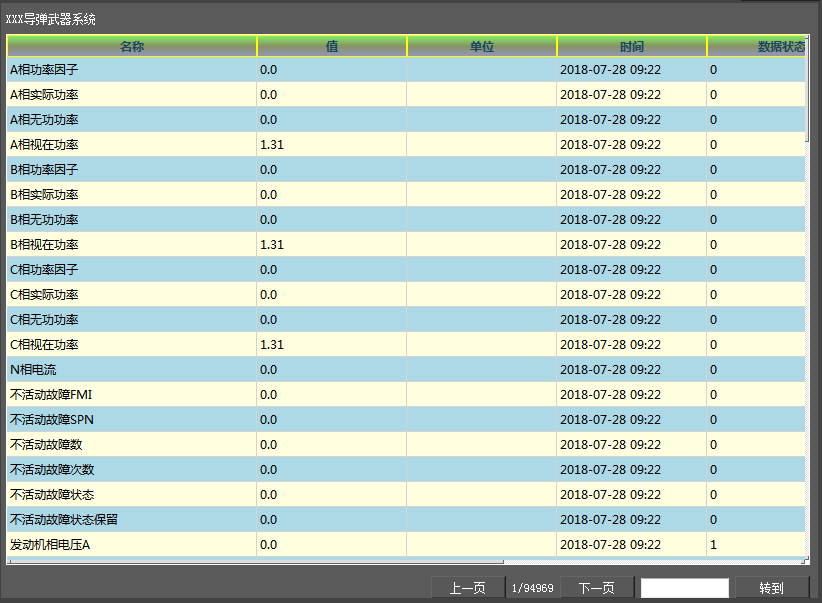 XXX导弹武器系统
名称 值 单位 时间 数据状态
A相功率因子 0.0 2018-07-28 09:22 0
A相实际功率 0.0 2018-07-28 09:22 0
A相无功功率 0.0 2018-07-28 09:22 0
A相视在功率 1.31 2018-07-28 09:22 0
B相功率因子 0.0 2018-07-28 09:22 0
B相实际功率 0.0 2018-07-28 09:22 0
B相无功功率 0.0 2018-07-28 09:22 0
B相视在功率 1.31 2018-07-28 09:22 0
C相功率因子 0.0 2018-07-28 09:22 0
C相实际功率 0.0 2018-07-28 09:22 0
C相无功功率 0.0 2018-07-28 09:22 0
C相视在功率 1.31 2018-07-28 09:22 0
N相电流 0.0 2018-07-28 09:22 0
不活动故障FMI 0.0 2018-07-28 09:22 0
不活动故障SPN 0.0 2018-07-28 09:22 0
不活动故障数 0.0 2018-07-28 09:22 0
不活动故障次数 0.0 2018-07-28 09:22 0
不活动故障状态 0.0 2018-07-28 09:22 0
不活动故障状态保留 0.0 2018-07-28 09:22 0
发动机相电压A 0.0 2018-07-28 09:22 1
上一页 1/94969 下一页 转到